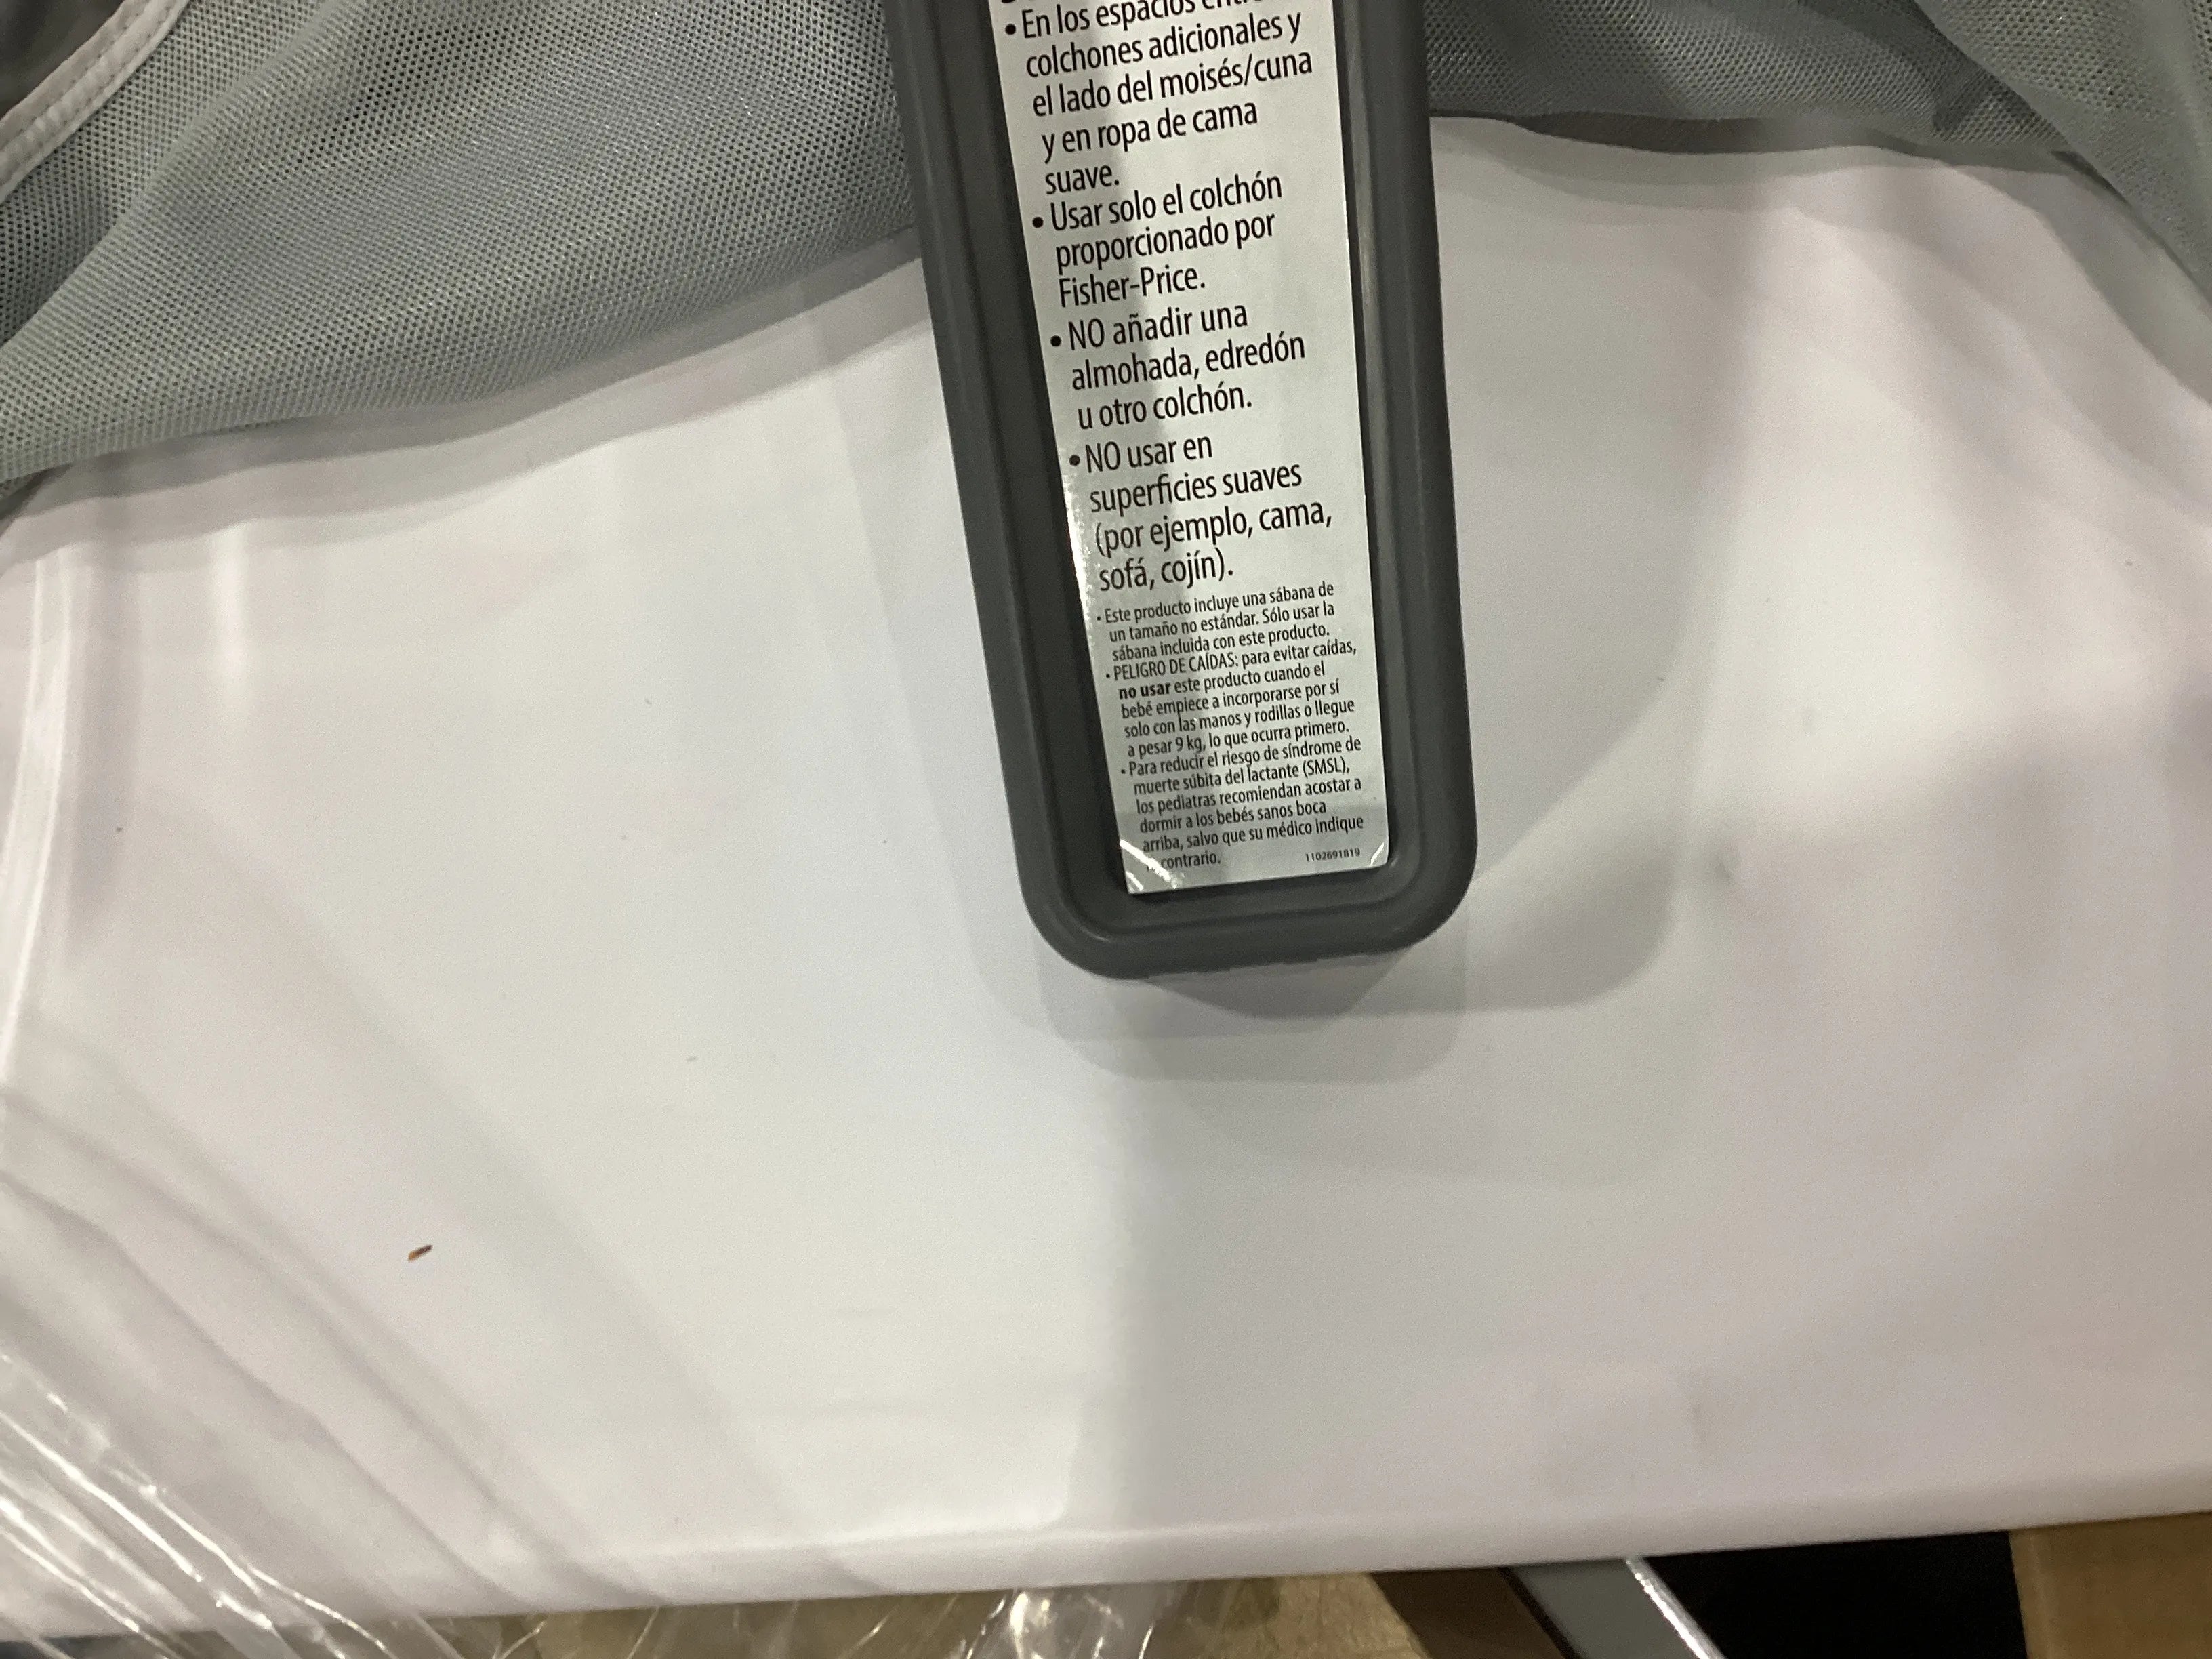 • En los espacios
colchones adicionales y
el lado del moisés/cuna
y en ropa de cama
suave.
• Usar solo el colchón
proporcionado por
Fisher-Price.
• NO añadir una
almohada, edredón
u otro colchón.
• NO usar en
superficies suaves
(por ejemplo, cama,
sofá, cojín).
• Este producto incluye una sábana de
un tamaño no estándar. Sólo usar la
sábana incluida con este producto.
• PELIGRO DE CAÍDAS: para evitar caídas,
no usar este producto cuando el
bebé empiece a incorporarse por sí
solo con las manos y rodillas o llegue
a pesar 9 kg, lo que ocurra primero.
• Para reducir el riesgo de síndrome de
muerte súbita del lactante (SMSL),
los pediatras recomiendan acostar a
dormir a los bebés sanos boca
arriba, salvo que su médico indique
contrario.
1102691819